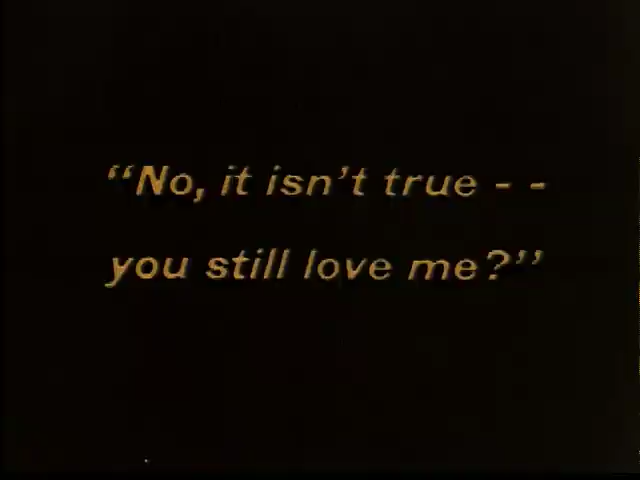 “No, it isn’t true - -
you still love me?”